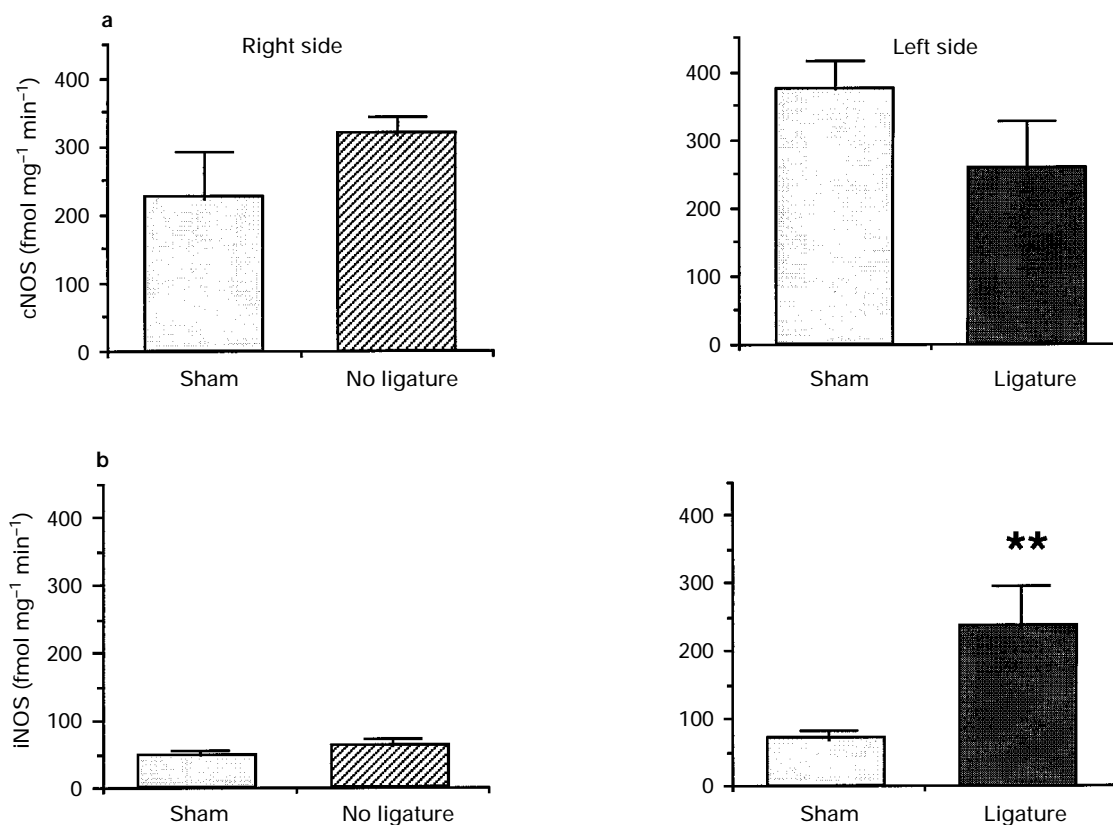 a
Right side
Left side
cNOS (fmol mg⁻¹ min⁻¹)
400
300
200
100
0
Sham
No ligature
400
300
200
100
0
Sham
Ligature
b
iNOS (fmol mg⁻¹ min⁻¹)
400
300
200
100
0
Sham
No ligature
400
300
200
100
0
**
Sham
Ligature